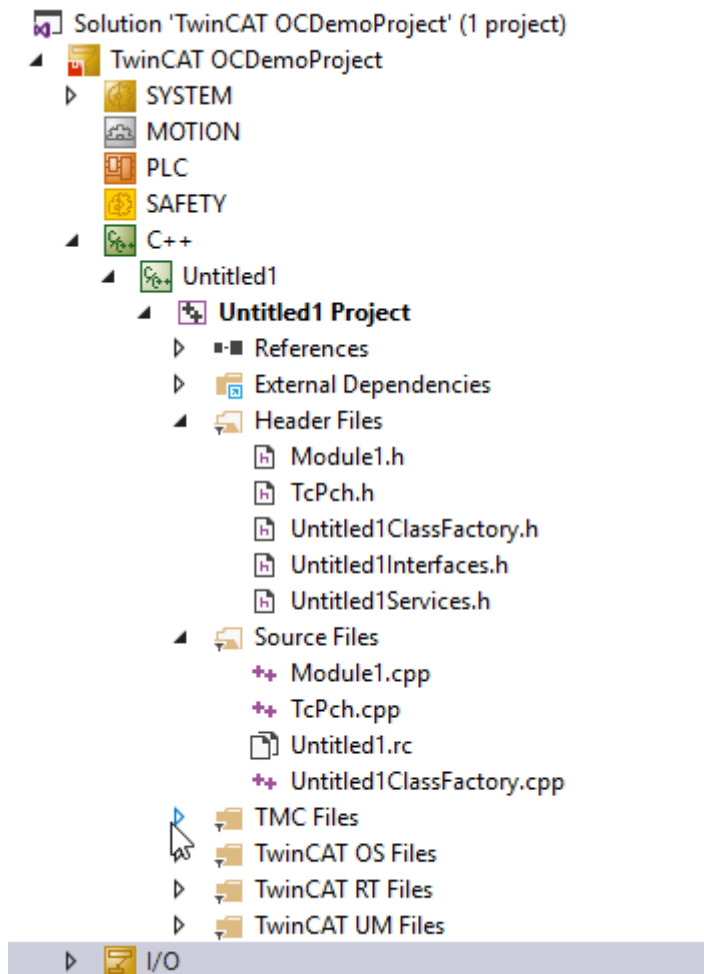 Solution 'TwinCAT OCDemoProject' (1 project)
TwinCAT OCDemoProject
SYSTEM
MOTION
PLC
SAFETY
C++
Untitled1
Untitled1 Project
References
External Dependencies
Header Files
Module1.h
TcPch.h
Untitled1ClassFactory.h
Untitled1Interfaces.h
Untitled1Services.h
Source Files
Module1.cpp
TcPch.cpp
Untitled1.rc
Untitled1ClassFactory.cpp
TMC Files
TwinCAT OS Files
TwinCAT RT Files
TwinCAT UM Files
I/O